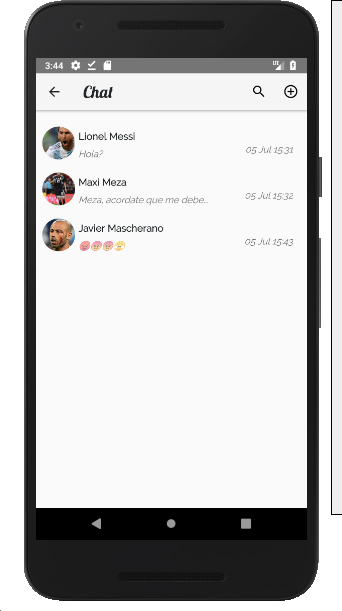 3:44
LTE
Chat
Lionel Messi
Hola?
05 Jul 15:31
Maxi Meza
Meza, acordate que me debe...
05 Jul 15:32
Javier Mascherano
05 Jul 15:43